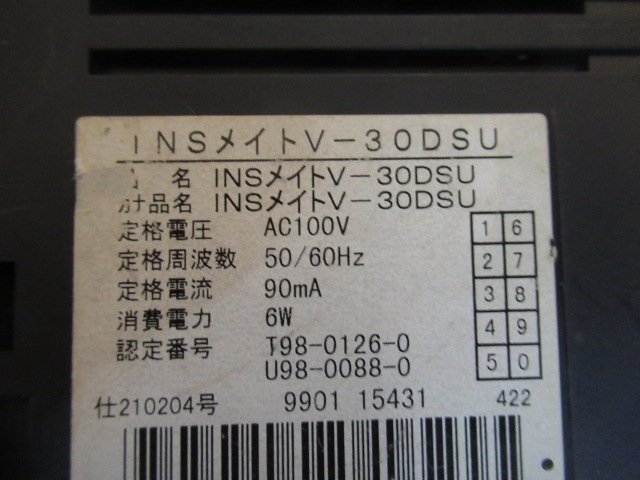 INSメイトV-30DSU
名 INSメイトV-30DSU
品名 INSメイトV-30DSU
定格電圧 AC100V
定格周波数 50/60Hz
定格電流 90mA
消費電力 6W
認定番号 T98-0126-0
U98-0088-0
1 6
2 7
3 8
4 9
5 0
仕210204号 9901 15431 422